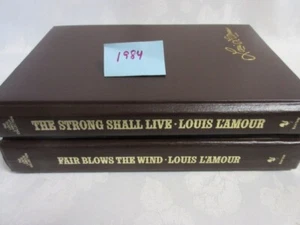 1984
THE STRONG SHALL LIVE · LOUIS L'AMOUR
FAIR BLOWS THE WIND · LOUIS L'AMOUR